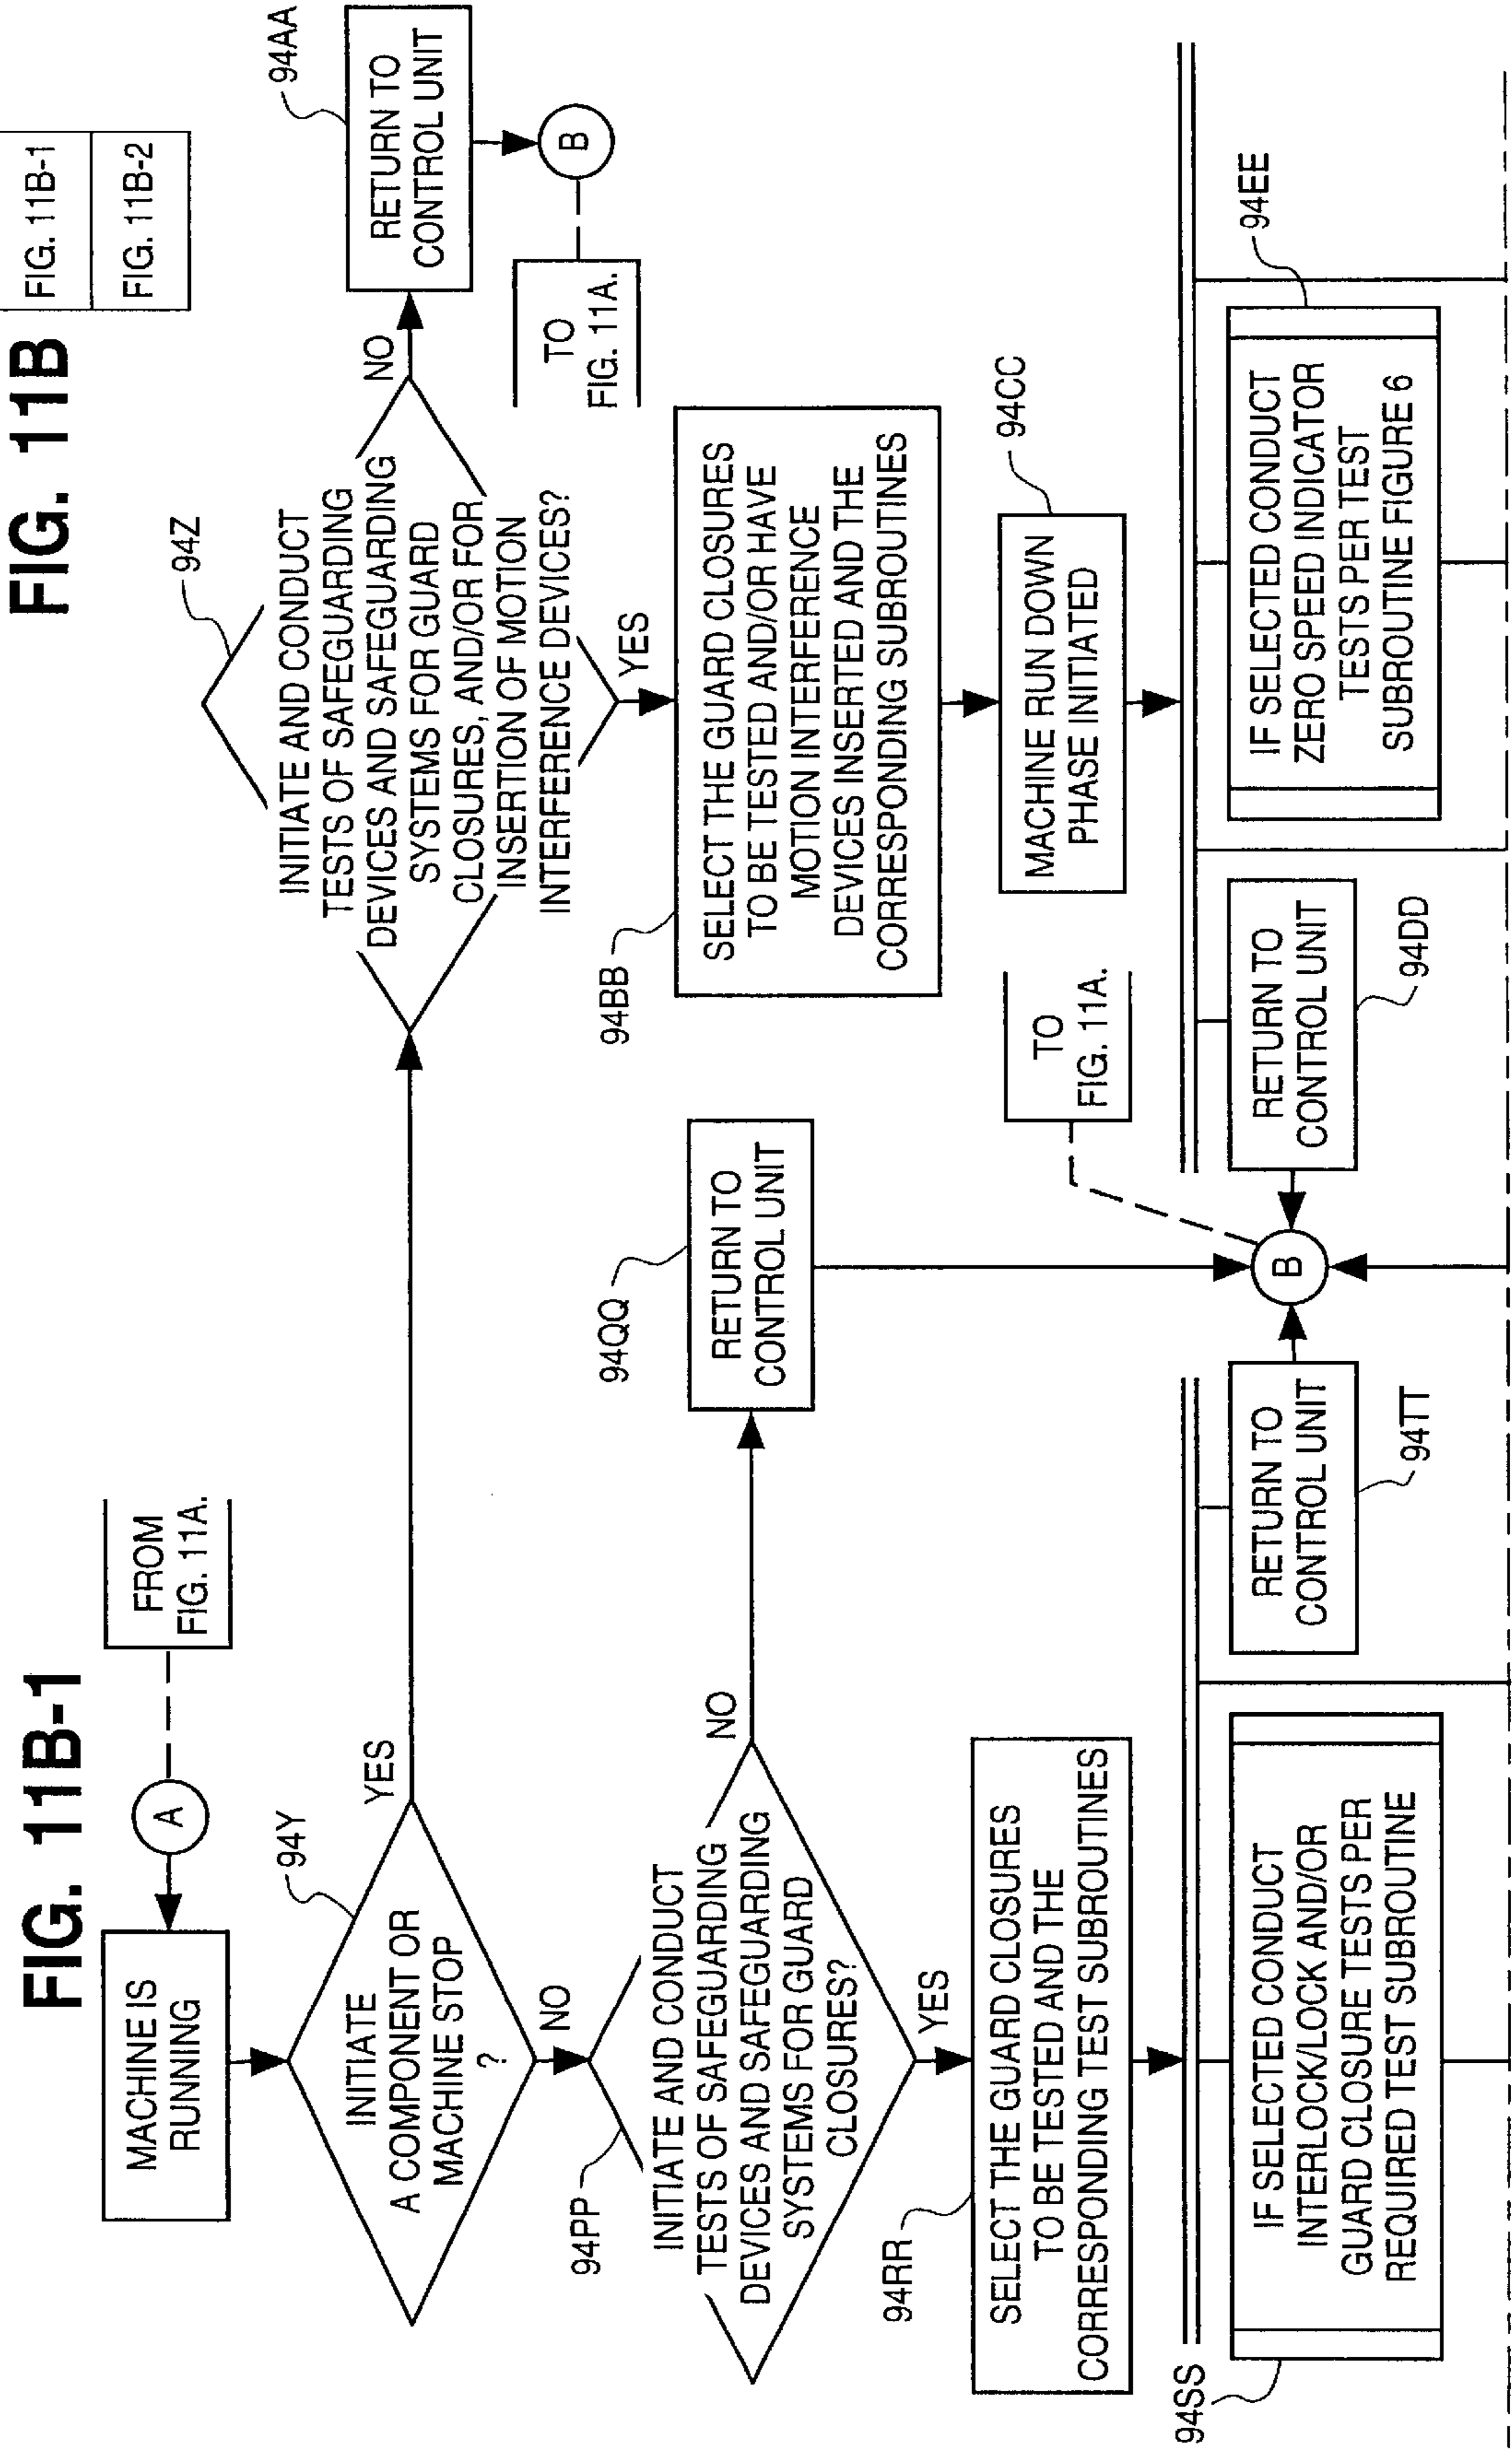 FIG. 11B-1
FIG. 11B
FIG. 11B-1
FIG. 11B-2
MACHINE IS
RUNNING
A
FROM
FIG. 11A.
94Y
INITIATE
A COMPONENT OR
MACHINE STOP
?
YES
NO
94Z
INITIATE AND CONDUCT
TESTS OF SAFEGUARDING
DEVICES AND SAFEGUARDING
SYSTEMS FOR GUARD
CLOSURES, AND/OR FOR
INSERTION OF MOTION
INTERFERENCE DEVICES?
NO
YES
94AA
RETURN TO
CONTROL UNIT
B
TO
FIG. 11A.
94PP
INITIATE AND CONDUCT
TESTS OF SAFEGUARDING
DEVICES AND SAFEGUARDING
SYSTEMS FOR GUARD
CLOSURES?
NO
YES
94QQ
RETURN TO
CONTROL UNIT
94BB
SELECT THE GUARD CLOSURES
TO BE TESTED AND/OR HAVE
MOTION INTERFERENCE
DEVICES INSERTED AND THE
CORRESPONDING SUBROUTINES
94CC
MACHINE RUN DOWN
PHASE INITIATED
94RR
SELECT THE GUARD CLOSURES
TO BE TESTED AND THE
CORRESPONDING TEST SUBROUTINES
TO
FIG. 11A.
94SS
IF SELECTED CONDUCT
INTERLOCK/LOCK AND/OR
GUARD CLOSURE TESTS PER
REQUIRED TEST SUBROUTINE
RETURN TO
CONTROL UNIT
94TT
B
RETURN TO
CONTROL UNIT
94DD
94EE
IF SELECTED CONDUCT
ZERO SPEED INDICATOR
TESTS PER TEST
SUBROUTINE FIGURE 6